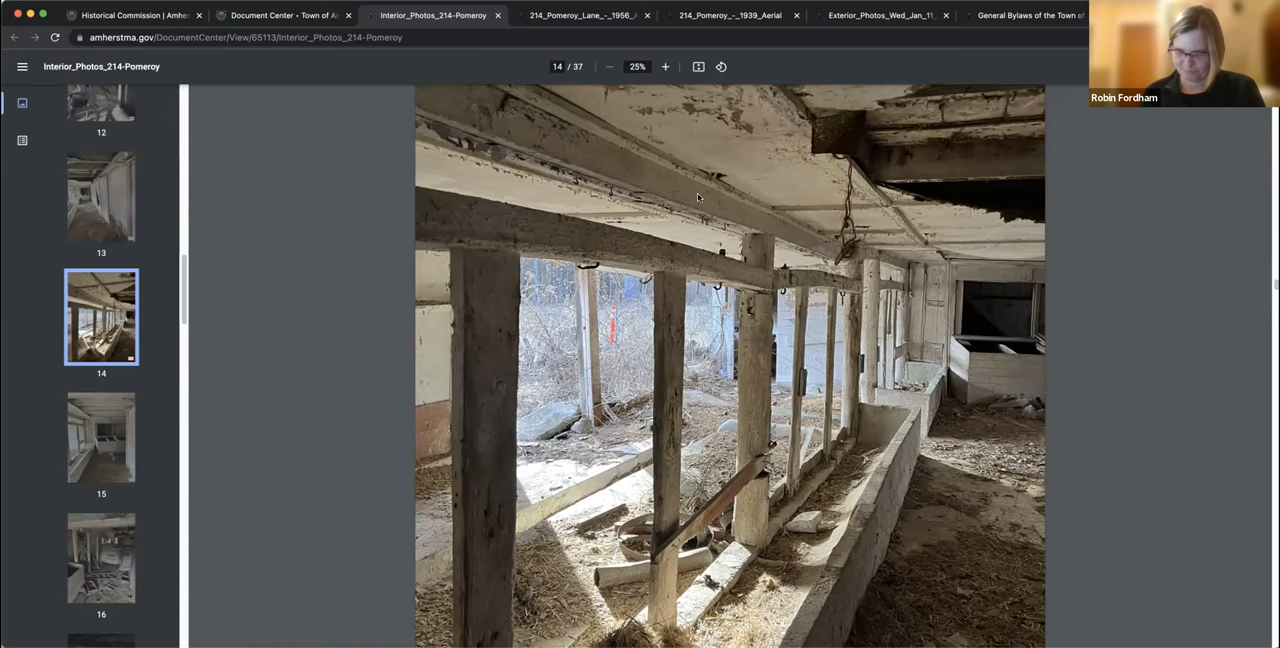 Historical Commission | Amher
Document Center • Town of A
Interior_Photos_214-Pomeroy
214_Pomeroy_Lane_-_1956_A
214_Pomeroy_-_1939_Aerial
Exterior_Photos_Wed_Jan_11_
General Bylaws of the Town of
amherstma.gov/DocumentCenter/View/65113/Interior_Photos_214-Pomeroy
Interior_Photos_214-Pomeroy
14 / 37
25%
Robin Fordham
12
13
14
15
16